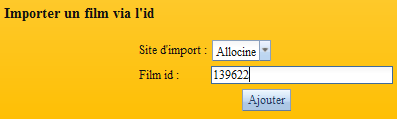 Importer un film via l'id
Site d'import : Allocine
Film id : 139622
Ajouter